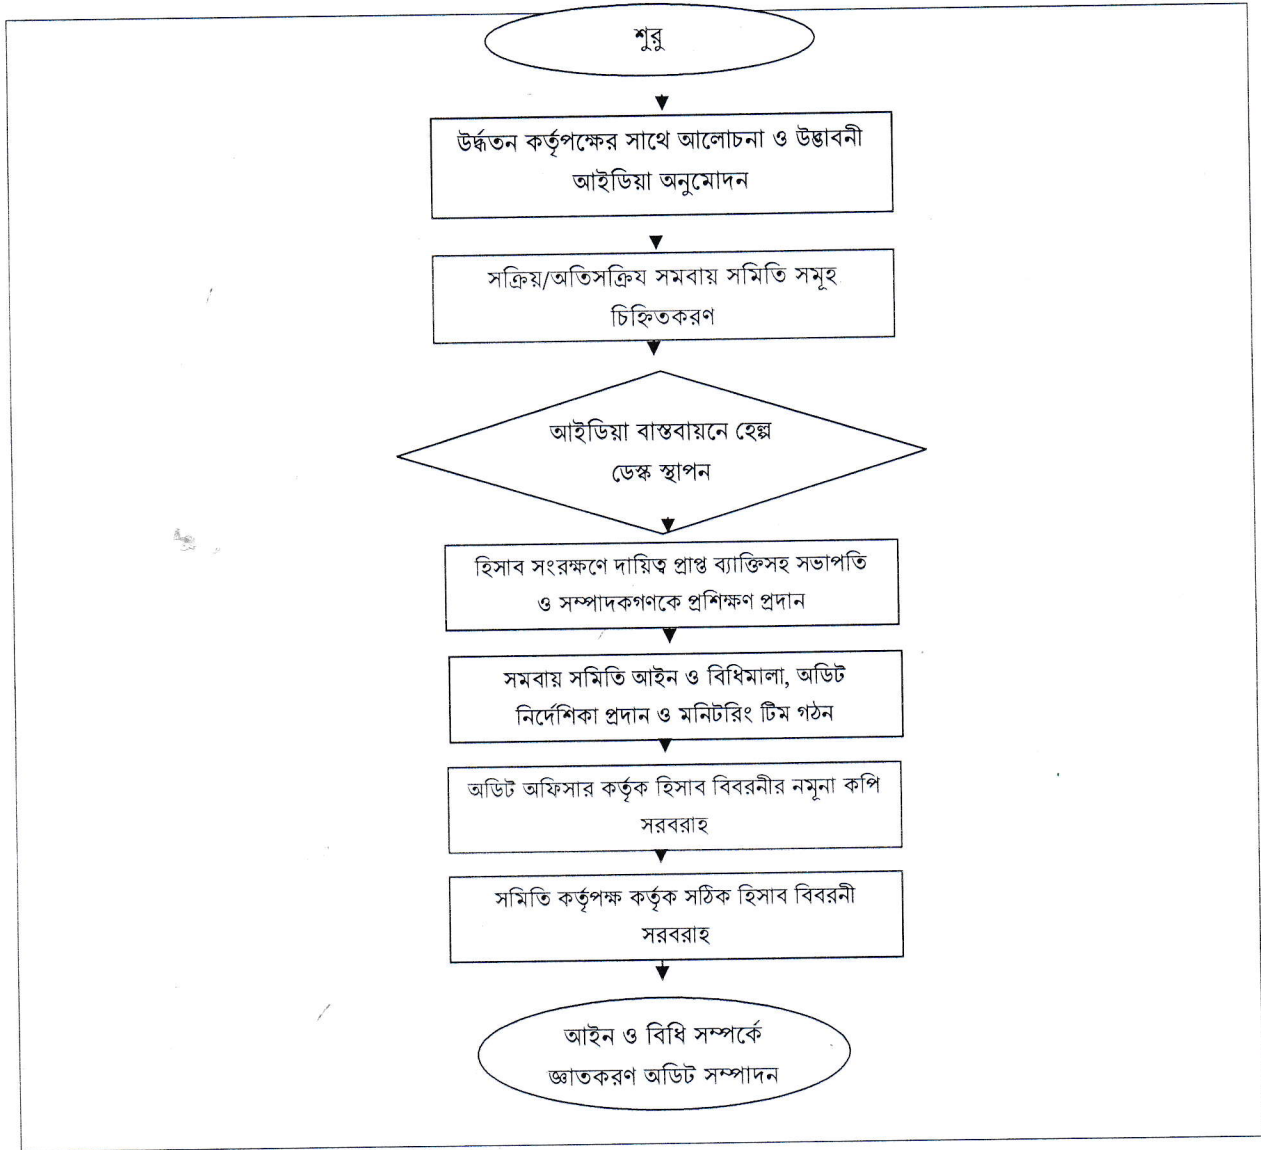 শুরু
উর্দ্ধতন কর্তৃপক্ষের সাথে আলোচনা ও উদ্ভাবনী
আইডিয়া অনুমোদন
সক্রিয়/অতিসক্রিয সমবায় সমিতি সমূহ
চিহ্নিতকরণ
আইডিয়া বাস্তবায়নে হেল্প
ডেস্ক স্থাপন
হিসাব সংরক্ষণে দায়িত্ব প্রাপ্ত ব্যাক্তিসহ সভাপতি
ও সম্পাদকগণকে প্রশিক্ষণ প্রদান
সমবায় সমিতি আইন ও বিধিমালা, অডিট
নির্দেশিকা প্রদান ও মনিটরিং টিম গঠন
অডিট অফিসার কর্তৃক হিসাব বিবরনীর নমূনা কপি
সরবরাহ
সমিতি কর্তৃপক্ষ কর্তৃক সঠিক হিসাব বিবরনী
সরবরাহ
আইন ও বিধি সম্পর্কে
জ্ঞাতকরণ অডিট সম্পাদন